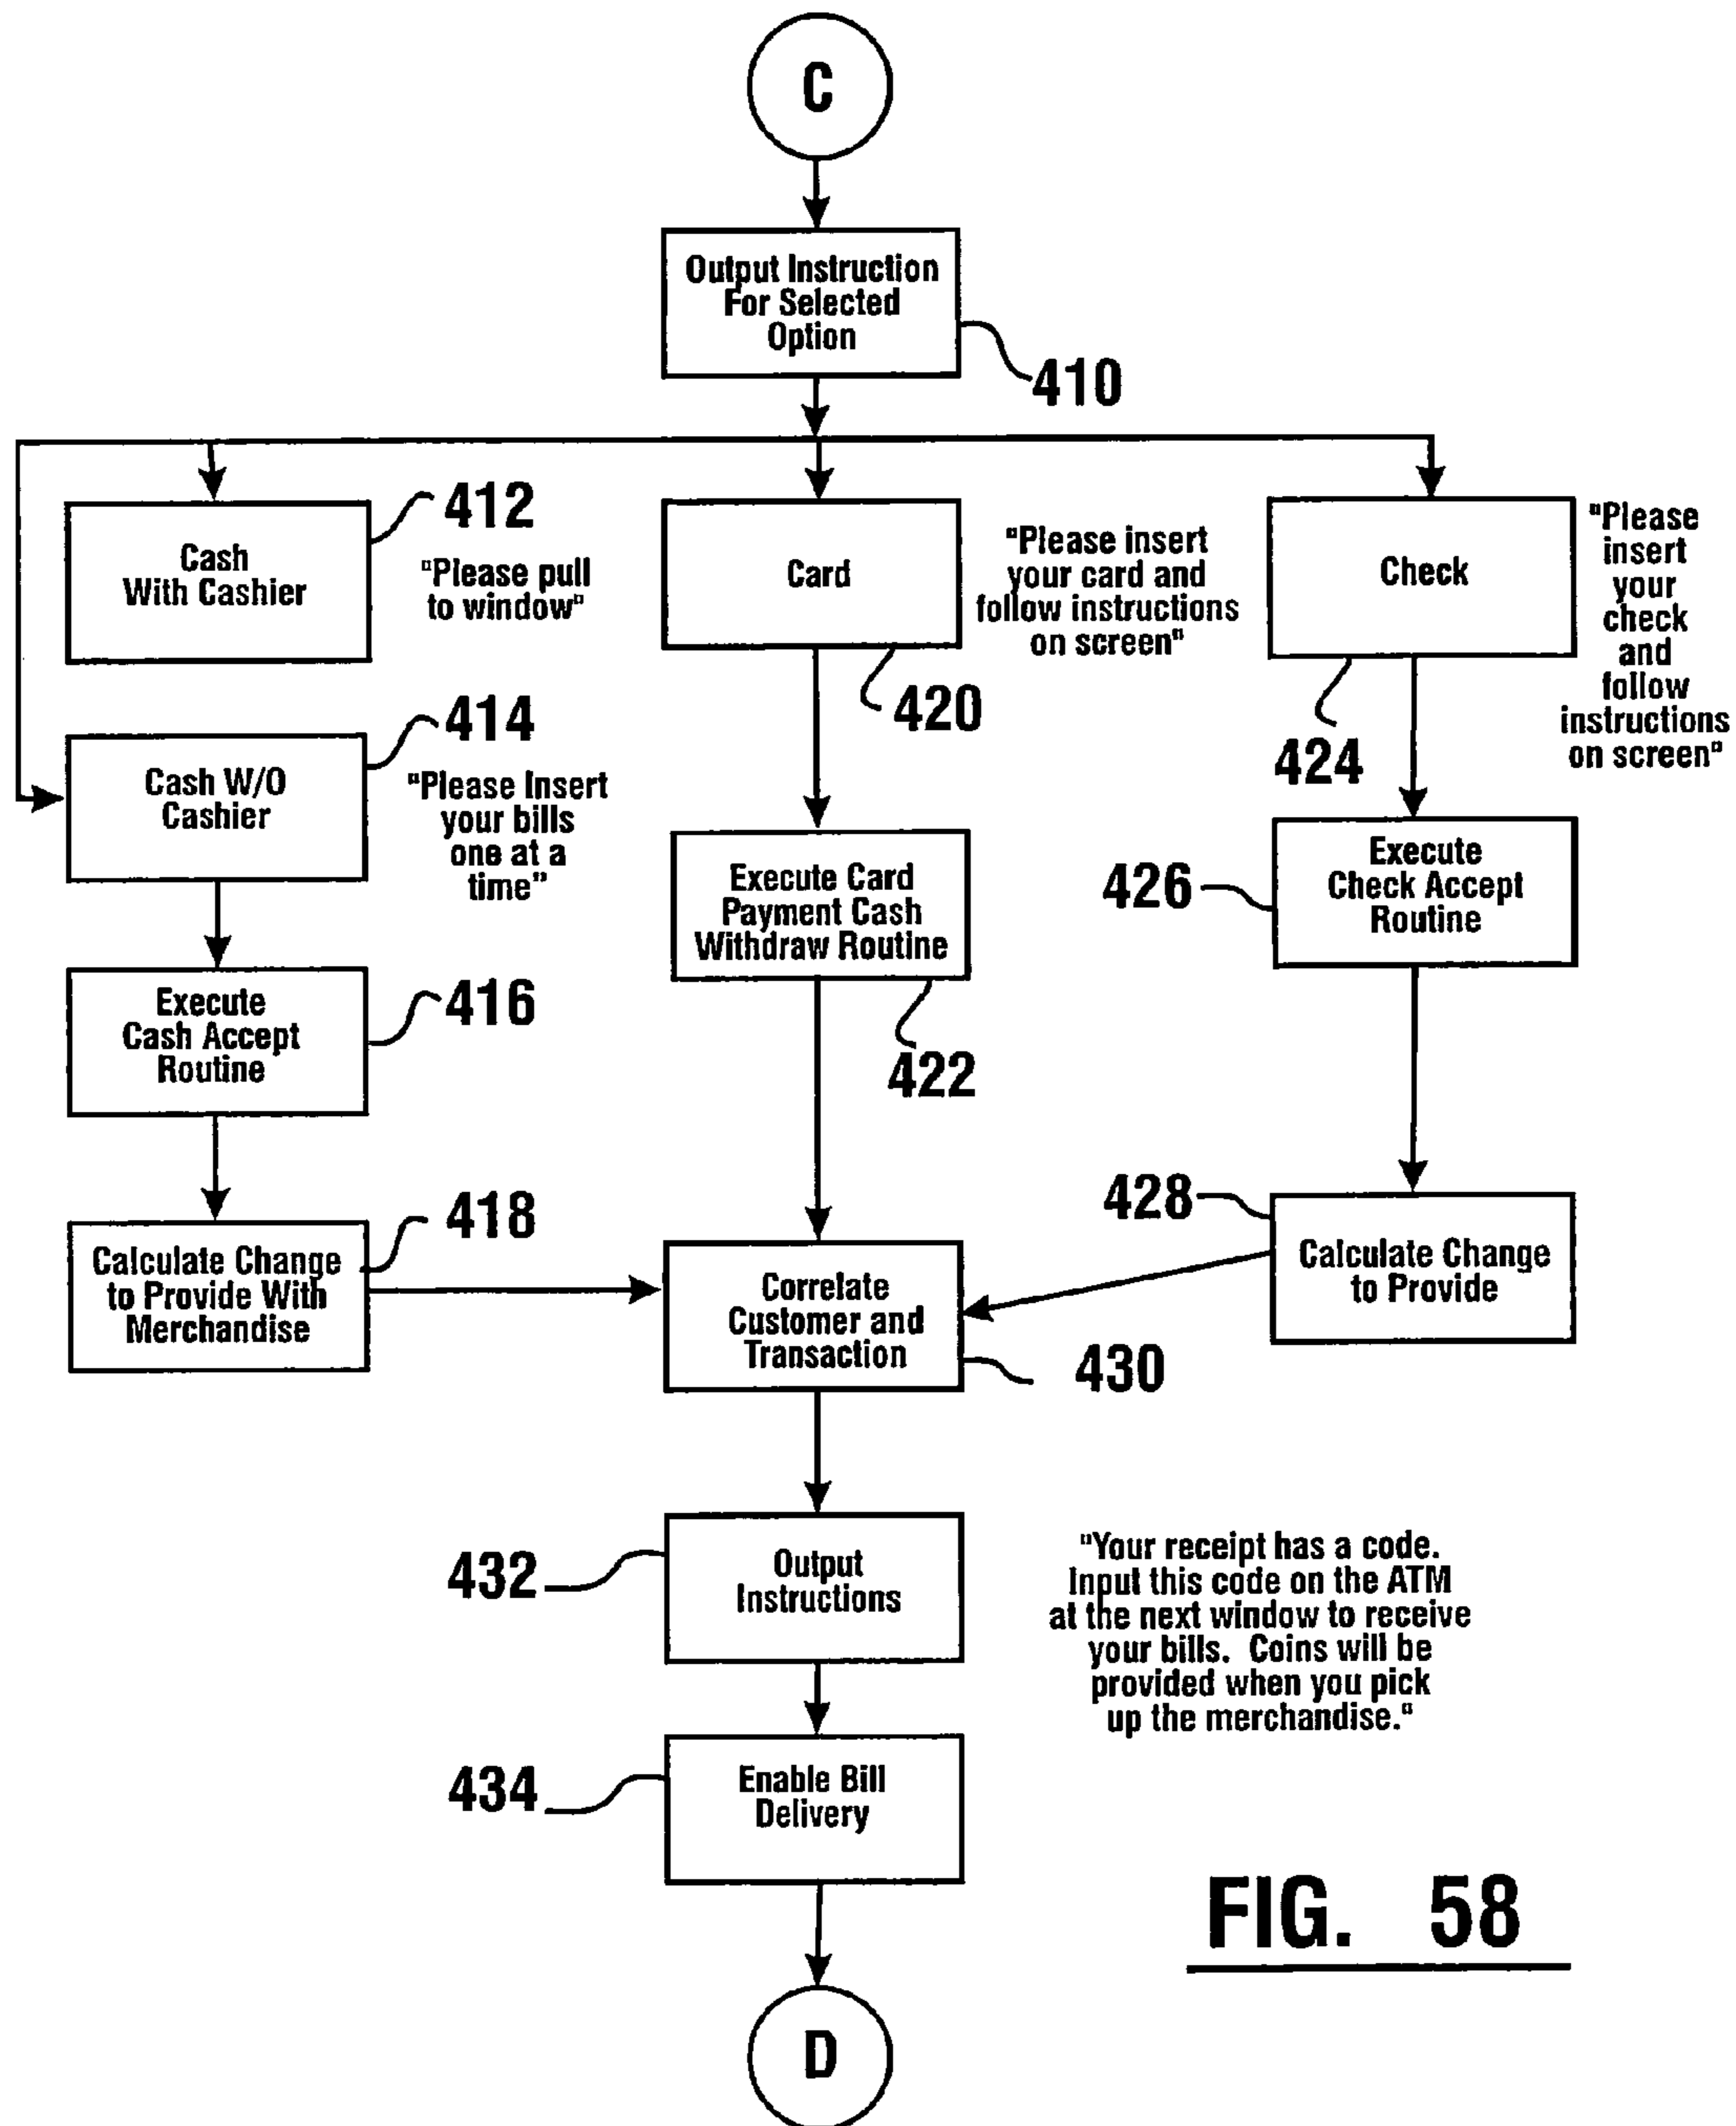 C
Output Instruction
For Selected
Option
410
Cash
With Cashier
412
"Please pull
to window"
Card
420
"Please insert
your card and
follow instructions
on screen"
Check
424
"Please
insert
your
check
and
follow
instructions
on screen"
Cash W/O
Cashier
414
"Please Insert
your bills
one at a
time"
Execute Card
Payment Cash
Withdraw Routine
422
Execute
Check Accept
Routine
426
Execute
Cash Accept
Routine
416
Calculate Change
to Provide With
Merchandise
418
Correlate
Customer and
Transaction
430
Calculate Change
to Provide
428
Output
Instructions
432
"Your receipt has a code.
Input this code on the ATM
at the next window to receive
your bills. Coins will be
provided when you pick
up the merchandise."
Enable Bill
Delivery
434
D
FIG. 58